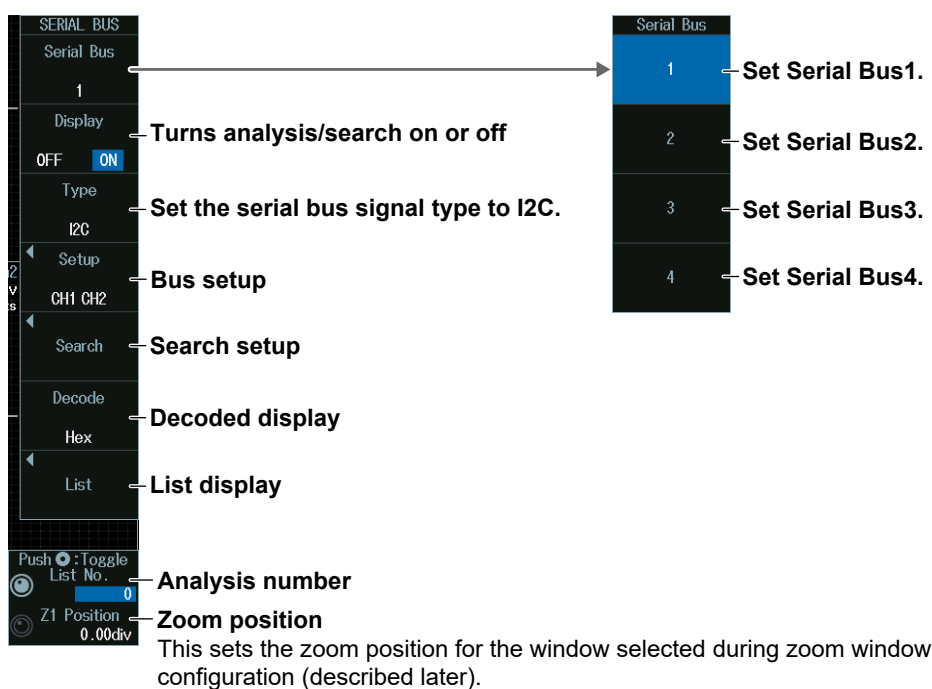 SERIAL BUS
Serial Bus
1
Display
OFF ON
Turns analysis/search on or off
Type
I2C
Set the serial bus signal type to I2C.
Setup
CH1 CH2
Bus setup
Search
Search setup
Decode
Hex
Decoded display
List
List display
Push :Toggle
List No.
0
Analysis number
Z1 Position
0.00div
Zoom position
This sets the zoom position for the window selected during zoom window
configuration (described later).
Serial Bus
1
Set Serial Bus1.
2
Set Serial Bus2.
3
Set Serial Bus3.
4
Set Serial Bus4.
2
V
s